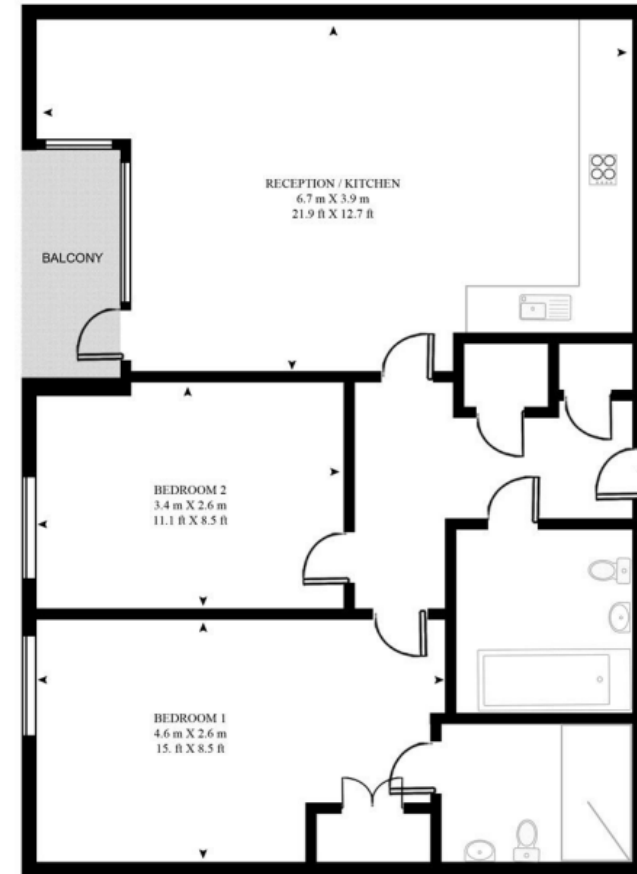 RECEPTION / KITCHEN
6.7 m X 3.9 m
21.9 ft X 12.7 ft
BALCONY
BEDROOM 2
3.4 m X 2.6 m
11.1 ft X 8.5 ft
BEDROOM 1
4.6 m X 2.6 m
15. ft X 8.5 ft